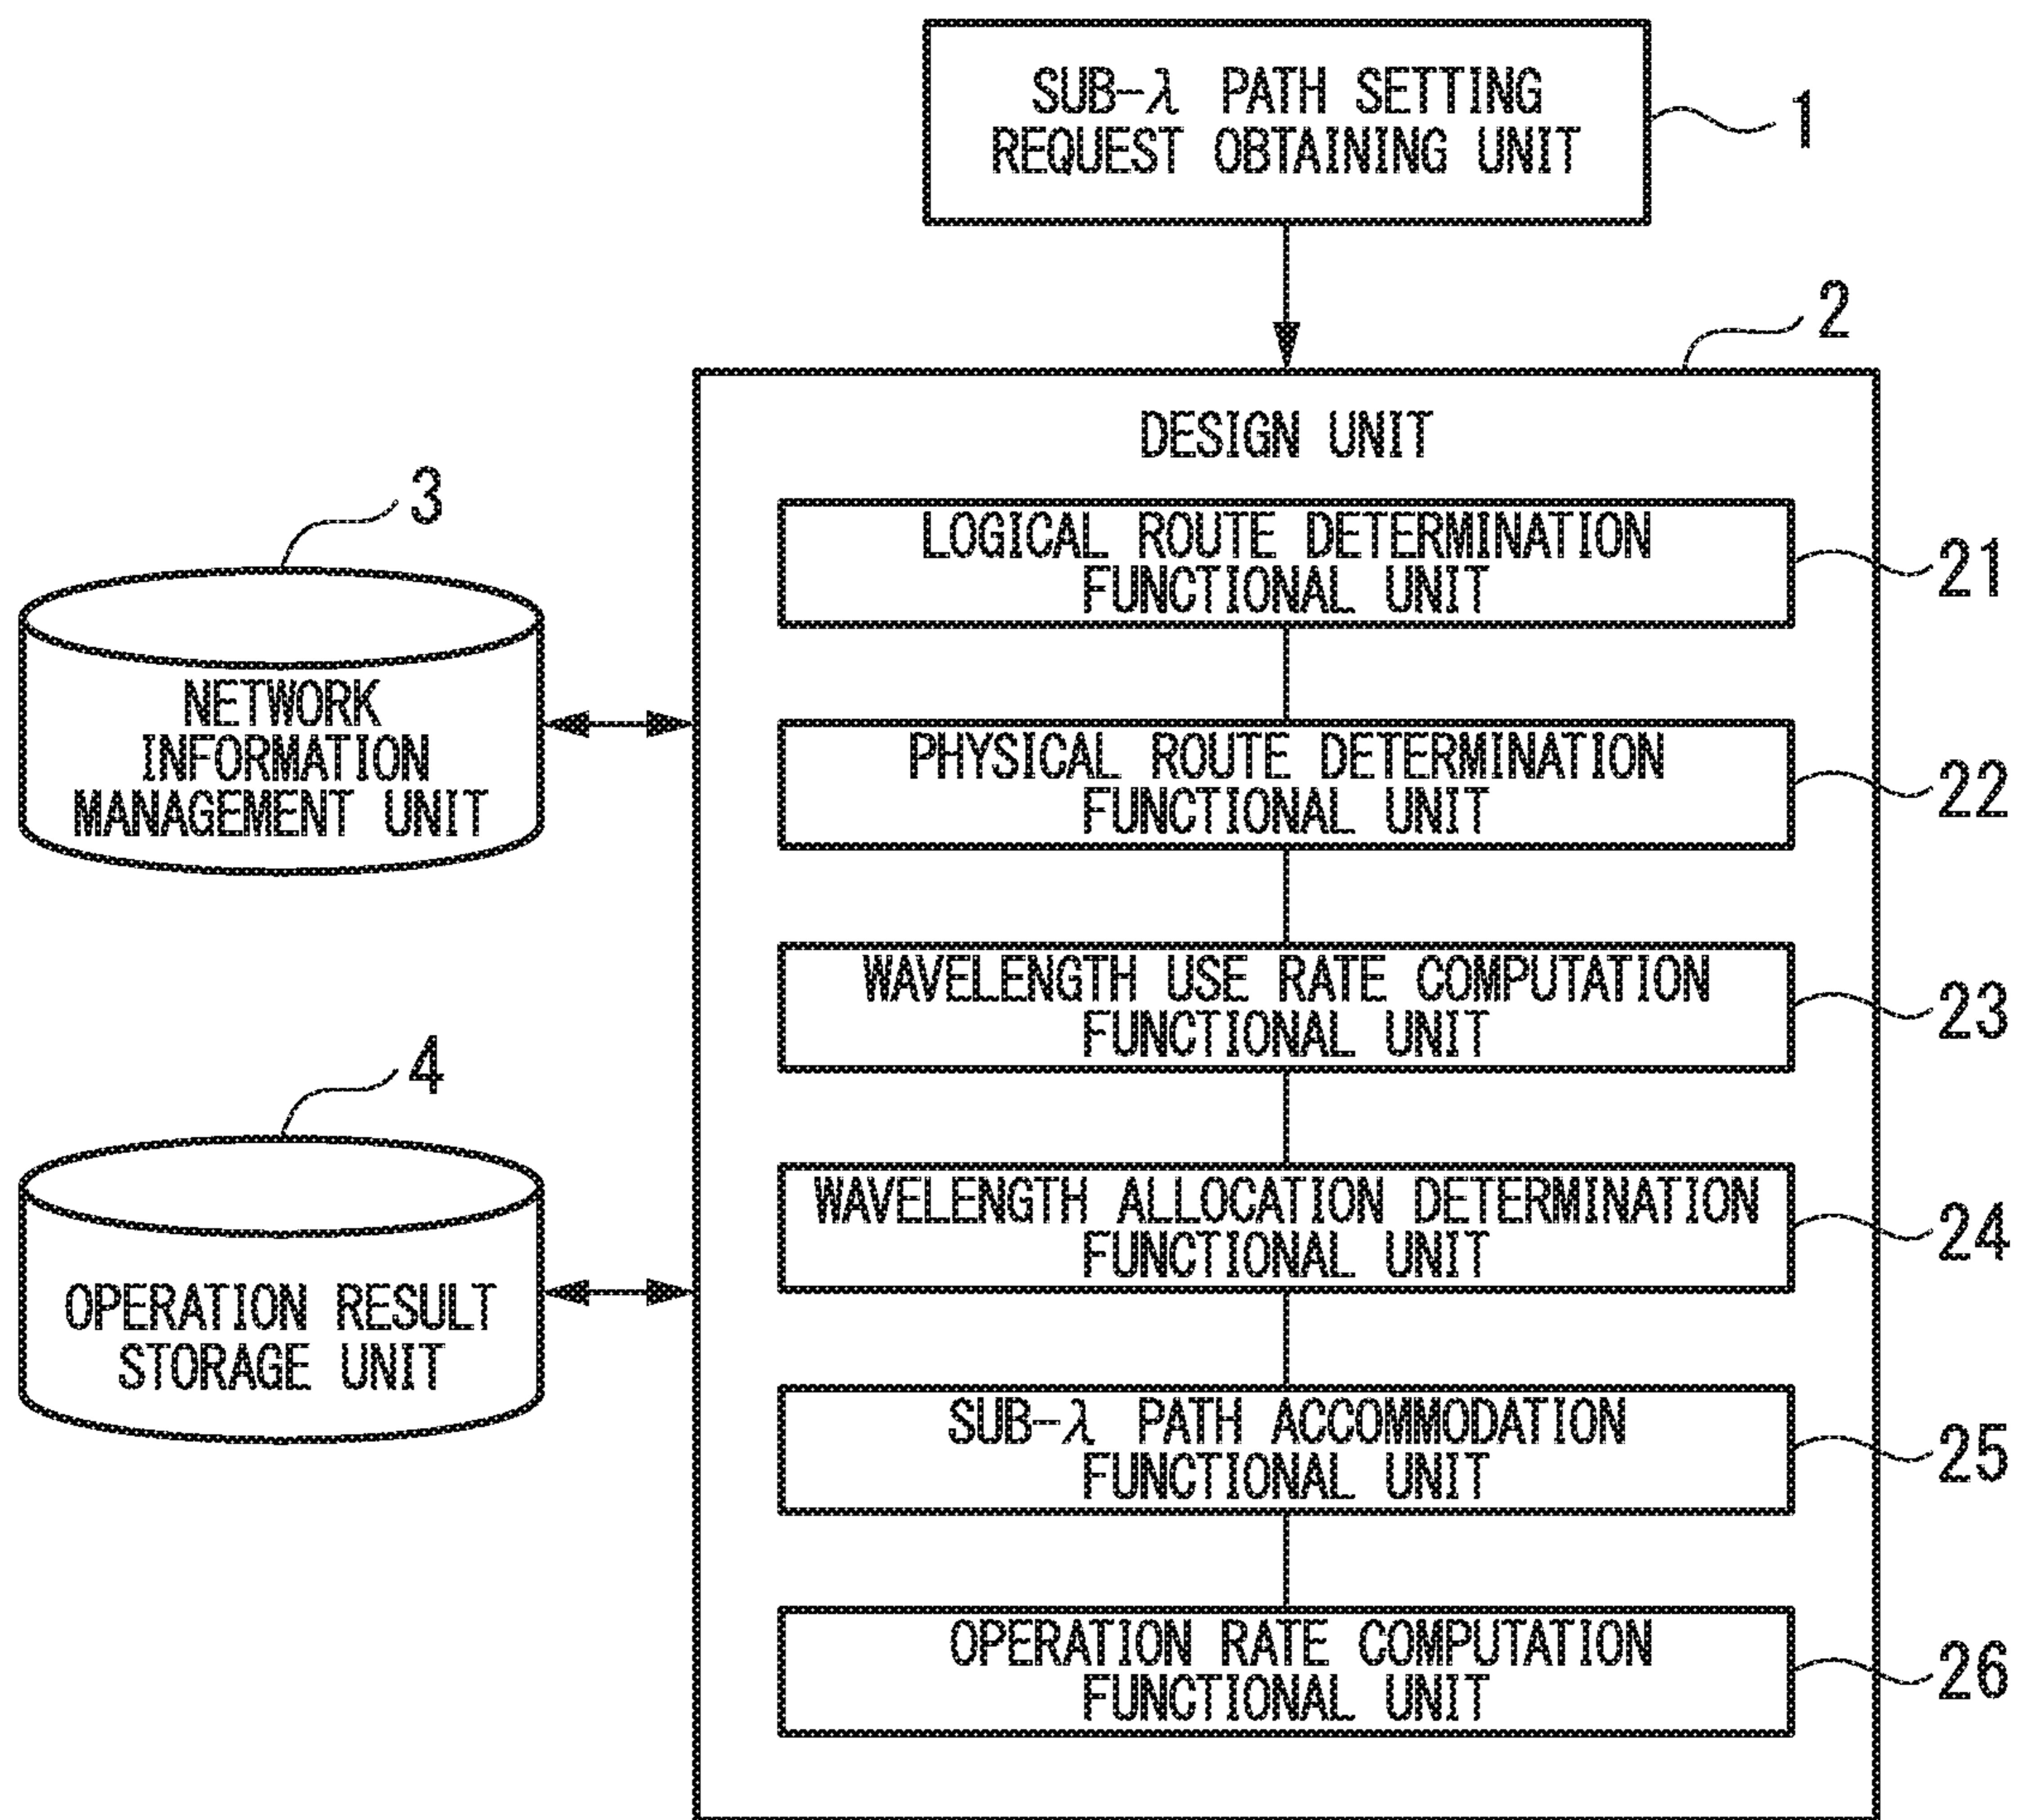 SUB-λ PATH SETTING
REQUEST OBTAINING UNIT
1
2
DESIGN UNIT
3
LOGICAL ROUTE DETERMINATION
FUNCTIONAL UNIT
21
NETWORK
INFORMATION
MANAGEMENT UNIT
PHYSICAL ROUTE DETERMINATION
FUNCTIONAL UNIT
22
WAVELENGTH USE RATE COMPUTATION
FUNCTIONAL UNIT
23
4
WAVELENGTH ALLOCATION DETERMINATION
FUNCTIONAL UNIT
24
OPERATION RESULT
STORAGE UNIT
SUB-λ PATH ACCOMMODATION
FUNCTIONAL UNIT
25
OPERATION RATE COMPUTATION
FUNCTIONAL UNIT
26